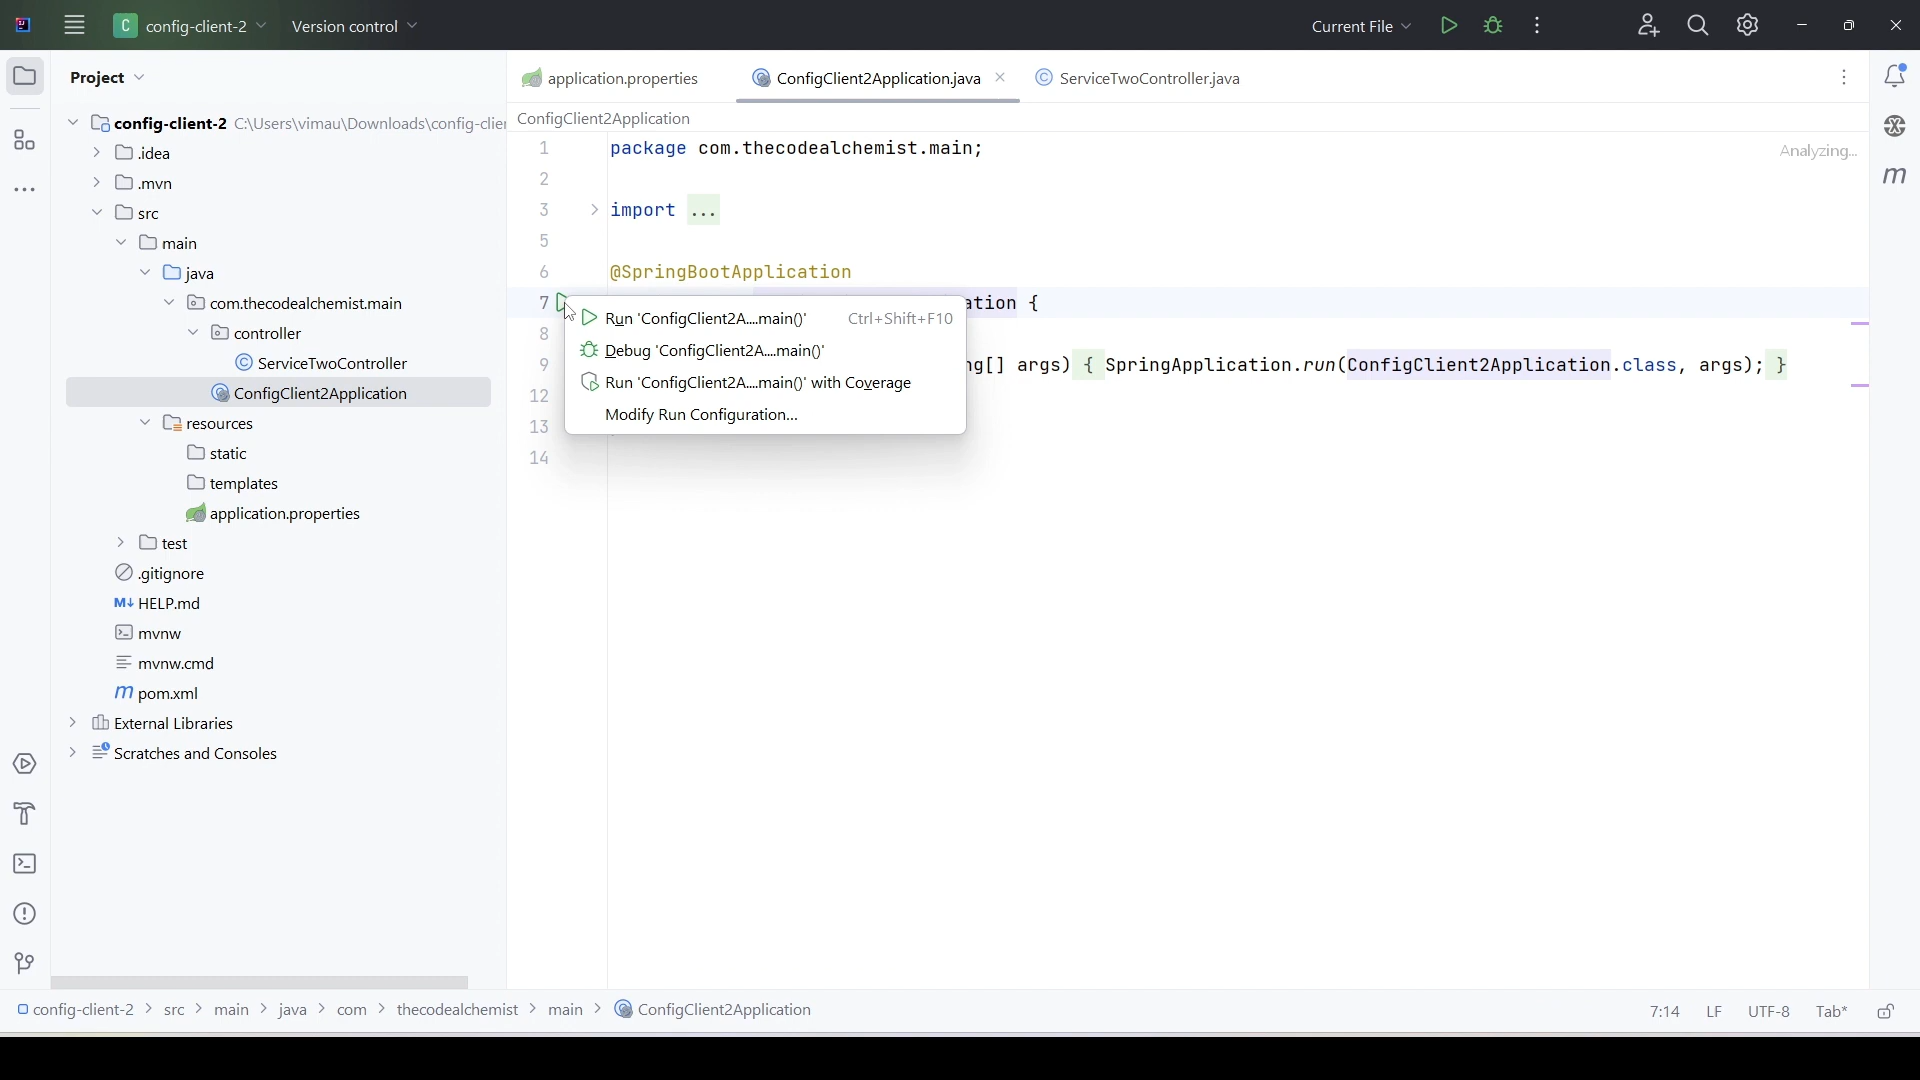 config-client-2
Version control
Current File
Project
config-client-2 C:\Users\vimau\Downloads\config-clie
.idea
.mvn
src
main
java
com.thecodealchemist.main
controller
ServiceTwoController
ConfigClient2Application
resources
static
templates
application.properties
test
.gitignore
M↓ HELP.md
mvnw
mvnw.cmd
m pom.xml
External Libraries
Scratches and Consoles
application.properties
ConfigClient2Application.java
ServiceTwoController.java
ConfigClient2Application
Analyzing...
1 package com.thecodealchemist.main;
2
3 import ...
5
6 @SpringBootApplication
7 ation {
8
9 ng[] args) { SpringApplication.run(ConfigClient2Application.class, args); }
12
13
14
Run 'ConfigClient2A....main()' Ctrl+Shift+F10
Debug 'ConfigClient2A....main()'
Run 'ConfigClient2A....main()' with Coverage
Modify Run Configuration...
m
config-client-2 > src > main > java > com > thecodealchemist > main > ConfigClient2Application
7:14 LF UTF-8 Tab*